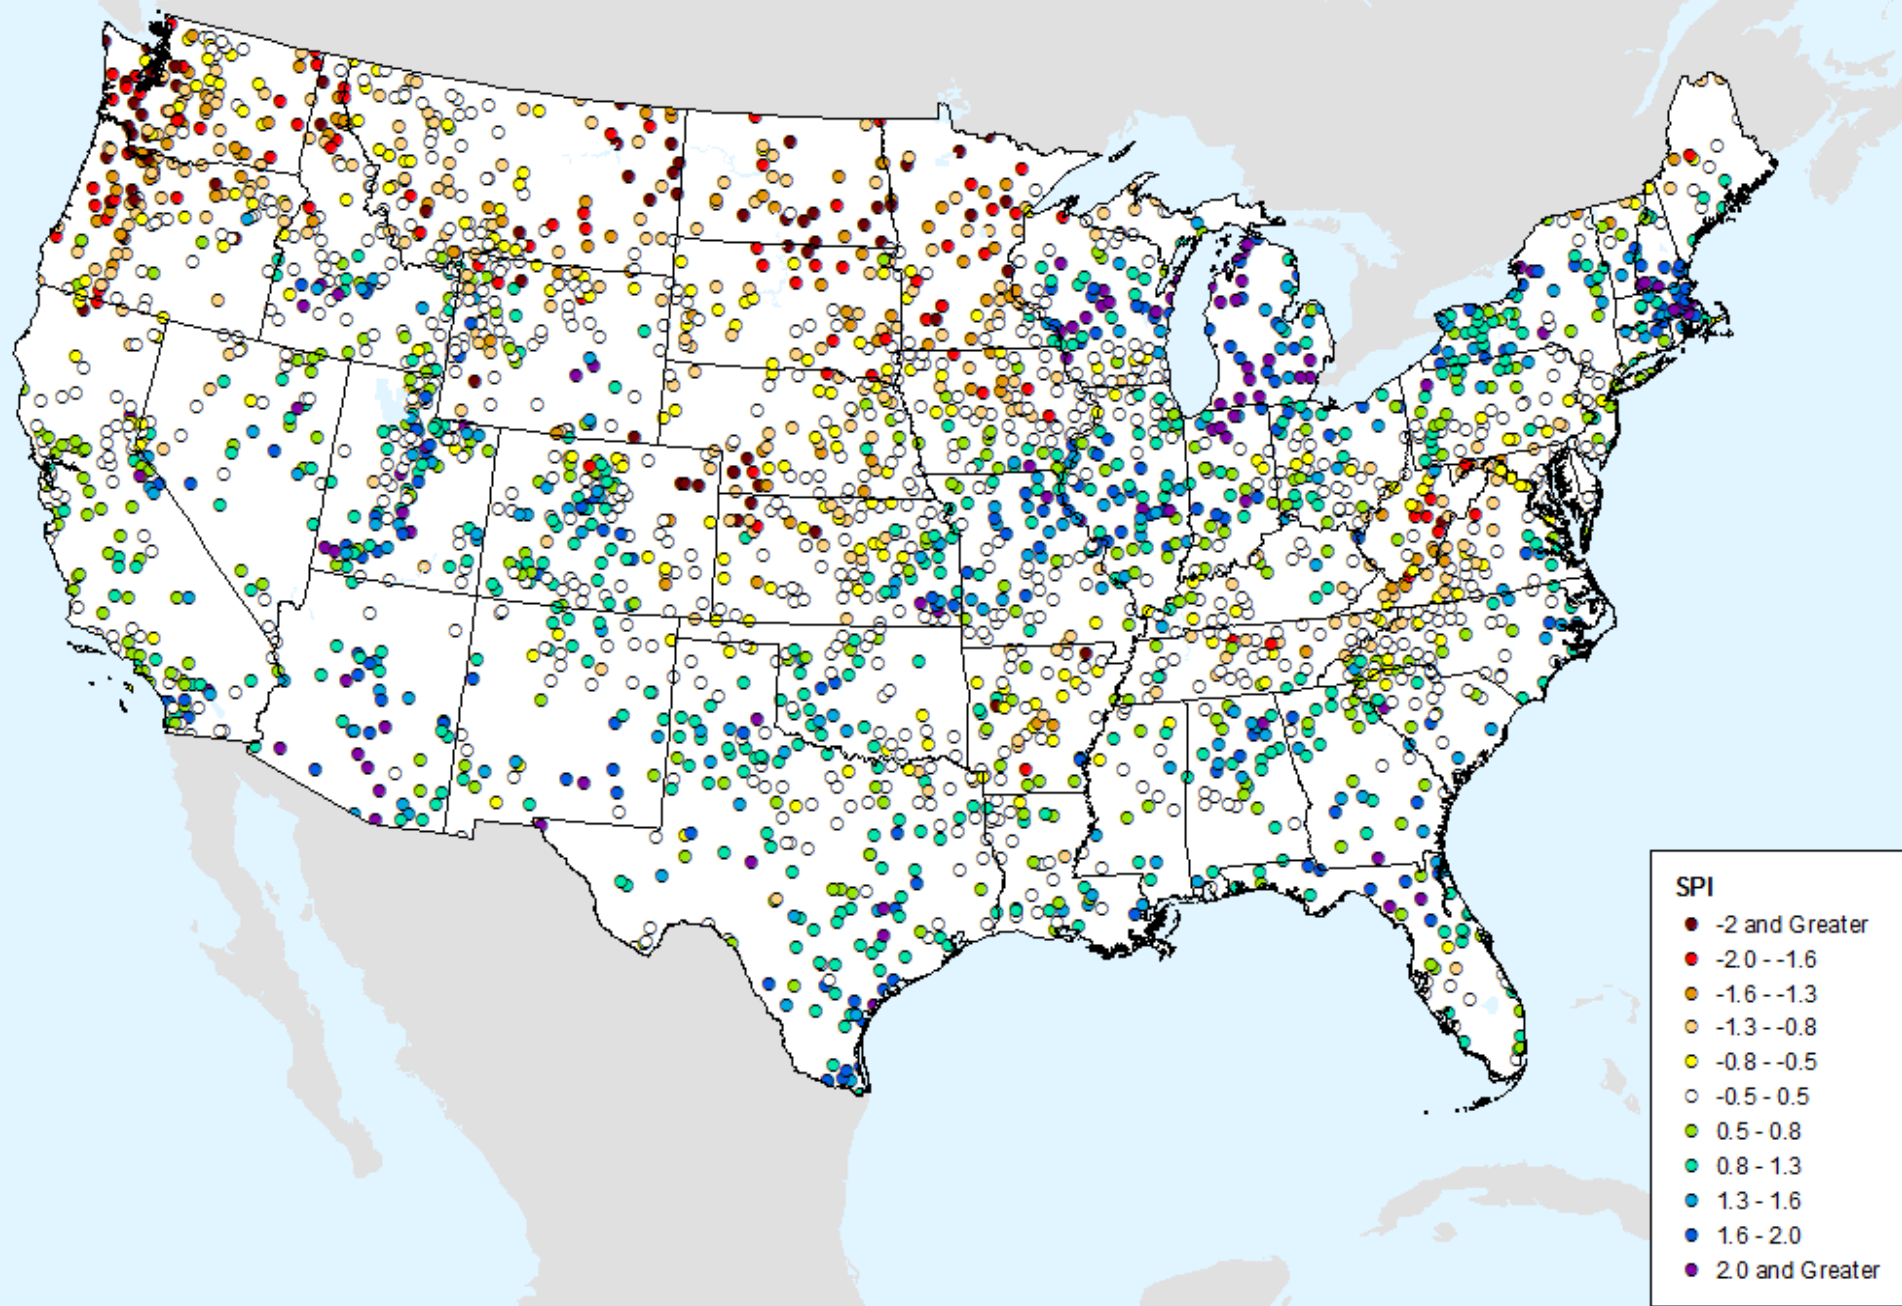 SPI
-2 and Greater
-2.0 - -1.6
-1.6 - -1.3
-1.3 - -0.8
-0.8 - -0.5
-0.5 - 0.5
0.5 - 0.8
0.8 - 1.3
1.3 - 1.6
1.6 - 2.0
2.0 and Greater